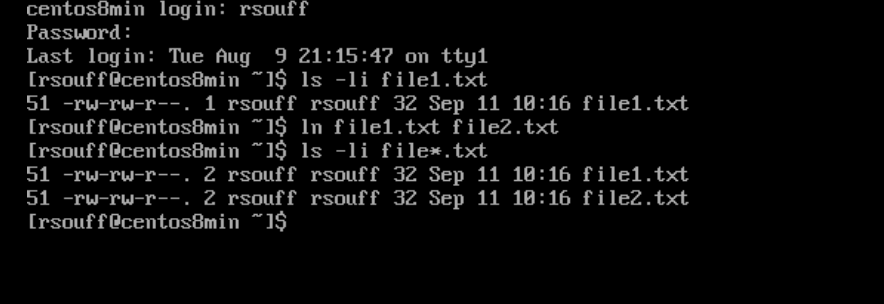 centos8min login: rsouff
Password:
Last login: Tue Aug  9 21:15:47 on tty1
[rsouff@centos8min ~]$ ls -li file1.txt
51 -rw-rw-r--. 1 rsouff rsouff 32 Sep 11 10:16 file1.txt
[rsouff@centos8min ~]$ ln file1.txt file2.txt
[rsouff@centos8min ~]$ ls -li file*.txt
51 -rw-rw-r--. 2 rsouff rsouff 32 Sep 11 10:16 file1.txt
51 -rw-rw-r--. 2 rsouff rsouff 32 Sep 11 10:16 file2.txt
[rsouff@centos8min ~]$